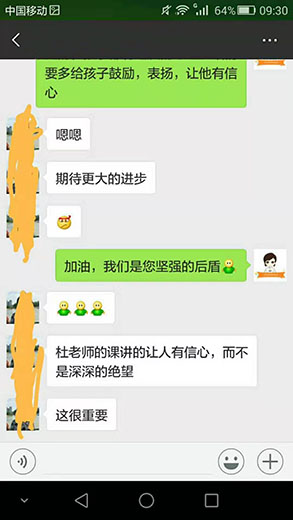 中国移动 64% 09:30
要多给孩子鼓励，表扬，让他有信
心
嗯嗯
期待更大的进步
加油，我们是您坚强的后盾
杜老师的课讲的让人有信心，而不
是深深的绝望
这很重要